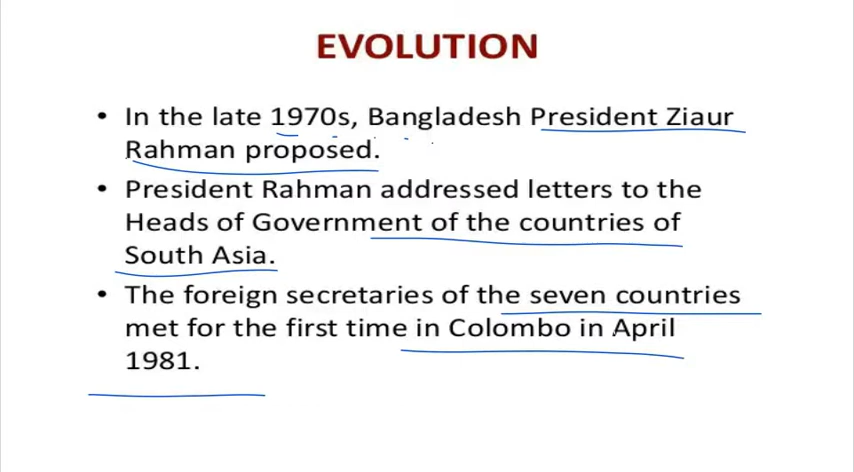 EVOLUTION
• In the late 1970s, Bangladesh President Ziaur
Rahman proposed.
• President Rahman addressed letters to the
Heads of Government of the countries of
South Asia.
• The foreign secretaries of the seven countries
met for the first time in Colombo in April
1981.